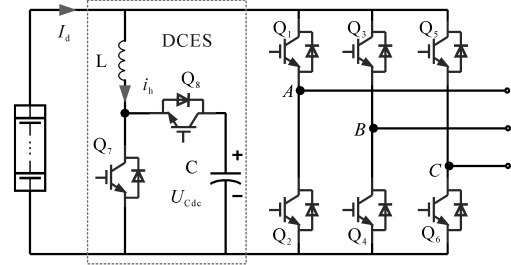 I_d
DCES
L
i_h
Q_8
Q_7
C
+
U_Cdc
−
Q_1
Q_3
Q_5
A
B
C
Q_2
Q_4
Q_6